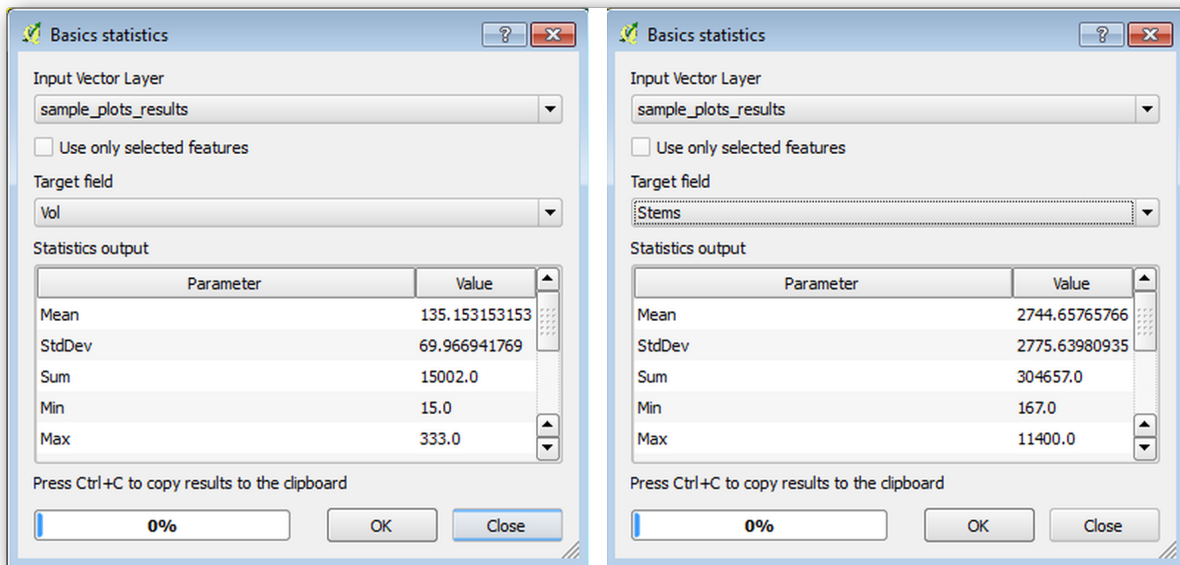 Basics statistics
?
Input Vector Layer
sample_plots_results
Use only selected features
Target field
Vol
Statistics output
Parameter Value
Mean 135.153153153
StdDev 69.966941769
Sum 15002.0
Min 15.0
Max 333.0
Press Ctrl+C to copy results to the clipboard
0% OK Close
Basics statistics
?
Input Vector Layer
sample_plots_results
Use only selected features
Target field
Stems
Statistics output
Parameter Value
Mean 2744.65765766
StdDev 2775.63980935
Sum 304657.0
Min 167.0
Max 11400.0
Press Ctrl+C to copy results to the clipboard
0% OK Close